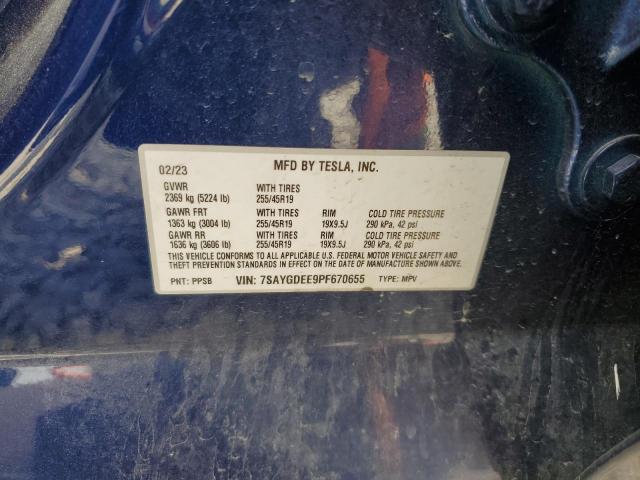 02/23 MFD BY TESLA, INC.
GVWR WITH TIRES
2369 kg (5224 lb) 255/45R19
GAWR FRT WITH TIRES RIM COLD TIRE PRESSURE
1363 kg (3004 lb) 255/45R19 19X9.5J 290 kPa, 42 psi
GAWR RR WITH TIRES RIM COLD TIRE PRESSURE
1636 kg (3606 lb) 255/45R19 19X9.5J 290 kPa, 42 psi
THIS VEHICLE CONFORMS TO ALL APPLICABLE U.S. FEDERAL MOTOR VEHICLE SAFETY AND
THEFT PREVENTION STANDARDS IN EFFECT ON THE DATE OF MANUFACTURE SHOWN ABOVE.
PNT: PPSB VIN: 7SAYGDEE9PF670655 TYPE: MPV